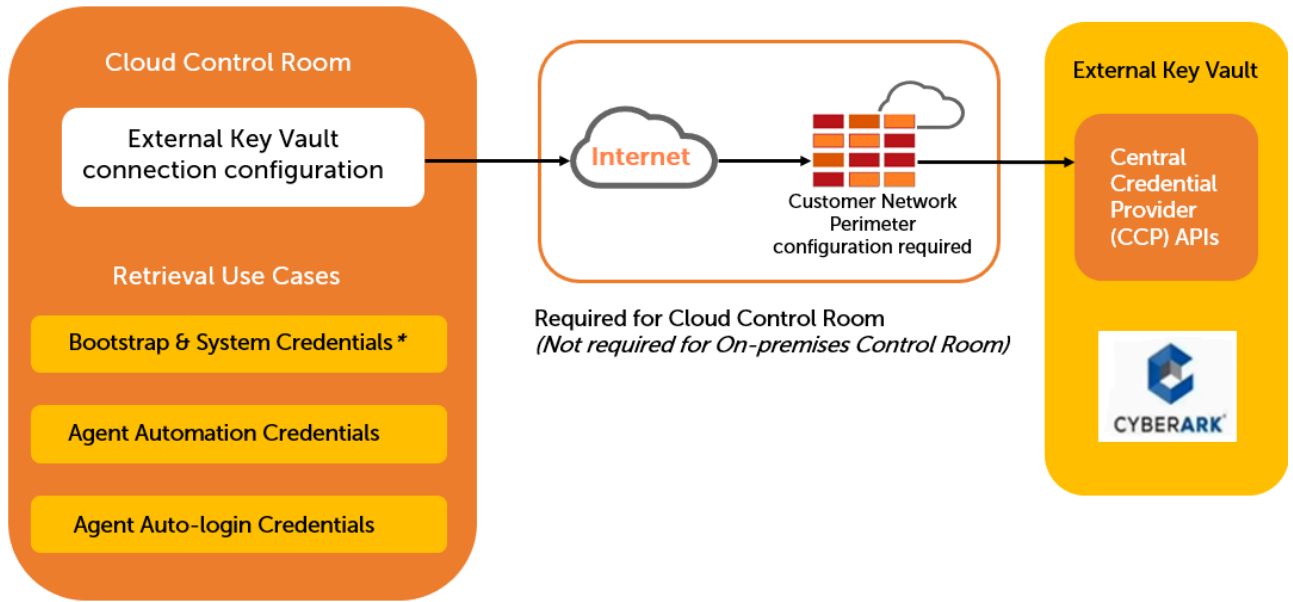 Cloud Control Room
External Key Vault
connection configuration
Retrieval Use Cases
Bootstrap & System Credentials*
Agent Automation Credentials
Agent Auto-login Credentials
Internet
Customer Network
Perimeter
configuration required
Required for Cloud Control Room
(Not required for On-premises Control Room)
External Key Vault
Central
Credential
Provider
(CCP) APIs
CYBERARK®